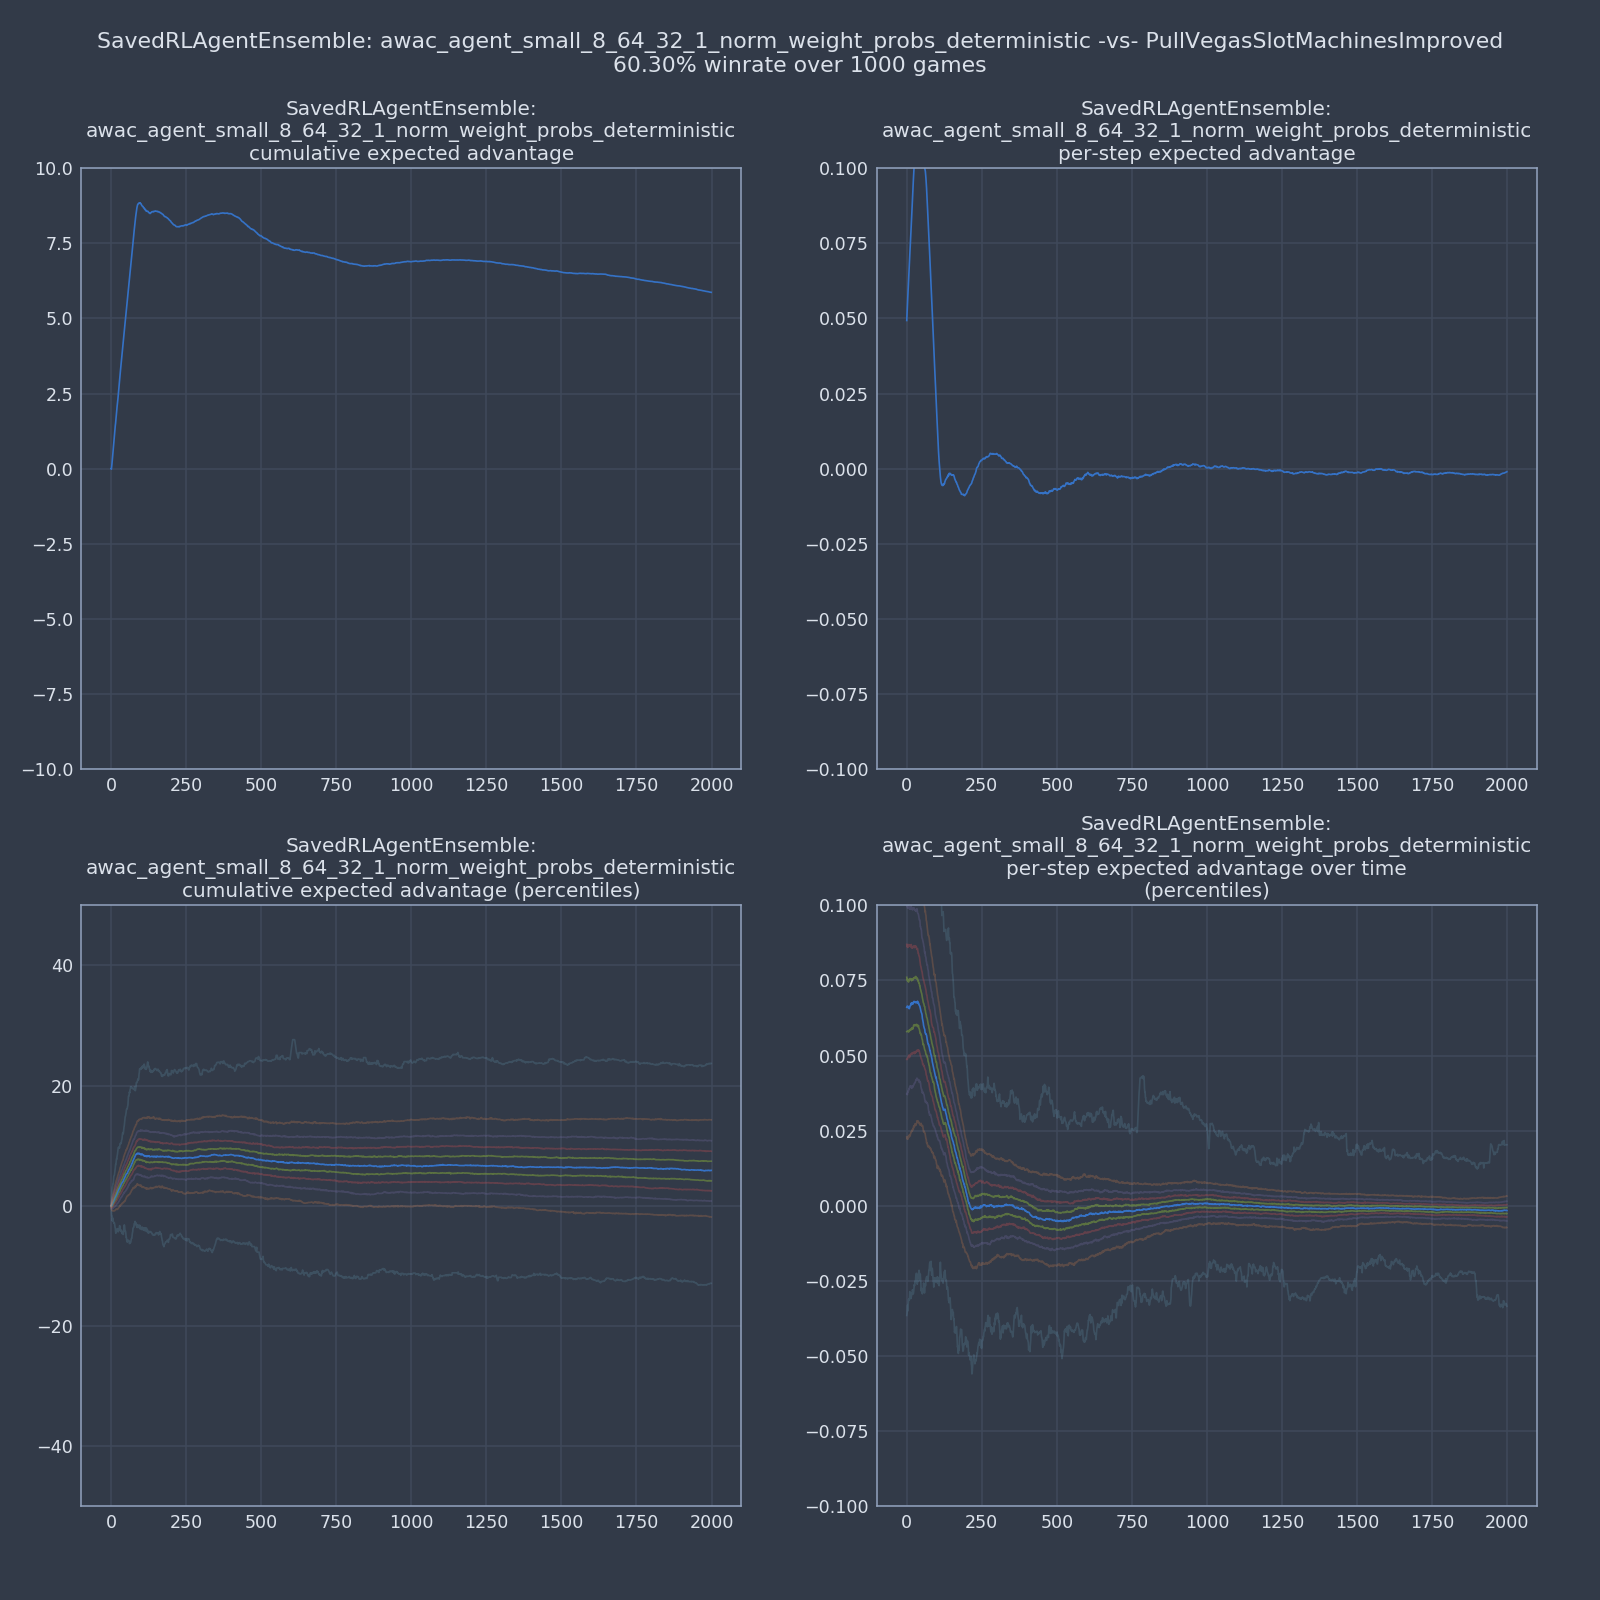 SavedRLAgentEnsemble: awac_agent_small_8_64_32_1_norm_weight_probs_deterministic -vs- PullVegasSlotMachinesImproved
60.30% winrate over 1000 games
SavedRLAgentEnsemble:
awac_agent_small_8_64_32_1_norm_weight_probs_deterministic
cumulative expected advantage
10.0
7.5
5.0
2.5
0.0
−2.5
−5.0
−7.5
−10.0
0 250 500 750 1000 1250 1500 1750 2000
SavedRLAgentEnsemble:
awac_agent_small_8_64_32_1_norm_weight_probs_deterministic
per-step expected advantage
0.100
0.075
0.050
0.025
0.000
−0.025
−0.050
−0.075
−0.100
0 250 500 750 1000 1250 1500 1750 2000
SavedRLAgentEnsemble:
awac_agent_small_8_64_32_1_norm_weight_probs_deterministic
cumulative expected advantage (percentiles)
40
20
0
−20
−40
0 250 500 750 1000 1250 1500 1750 2000
SavedRLAgentEnsemble:
awac_agent_small_8_64_32_1_norm_weight_probs_deterministic
per-step expected advantage over time
(percentiles)
0.100
0.075
0.050
0.025
0.000
−0.025
−0.050
−0.075
−0.100
0 250 500 750 1000 1250 1500 1750 2000